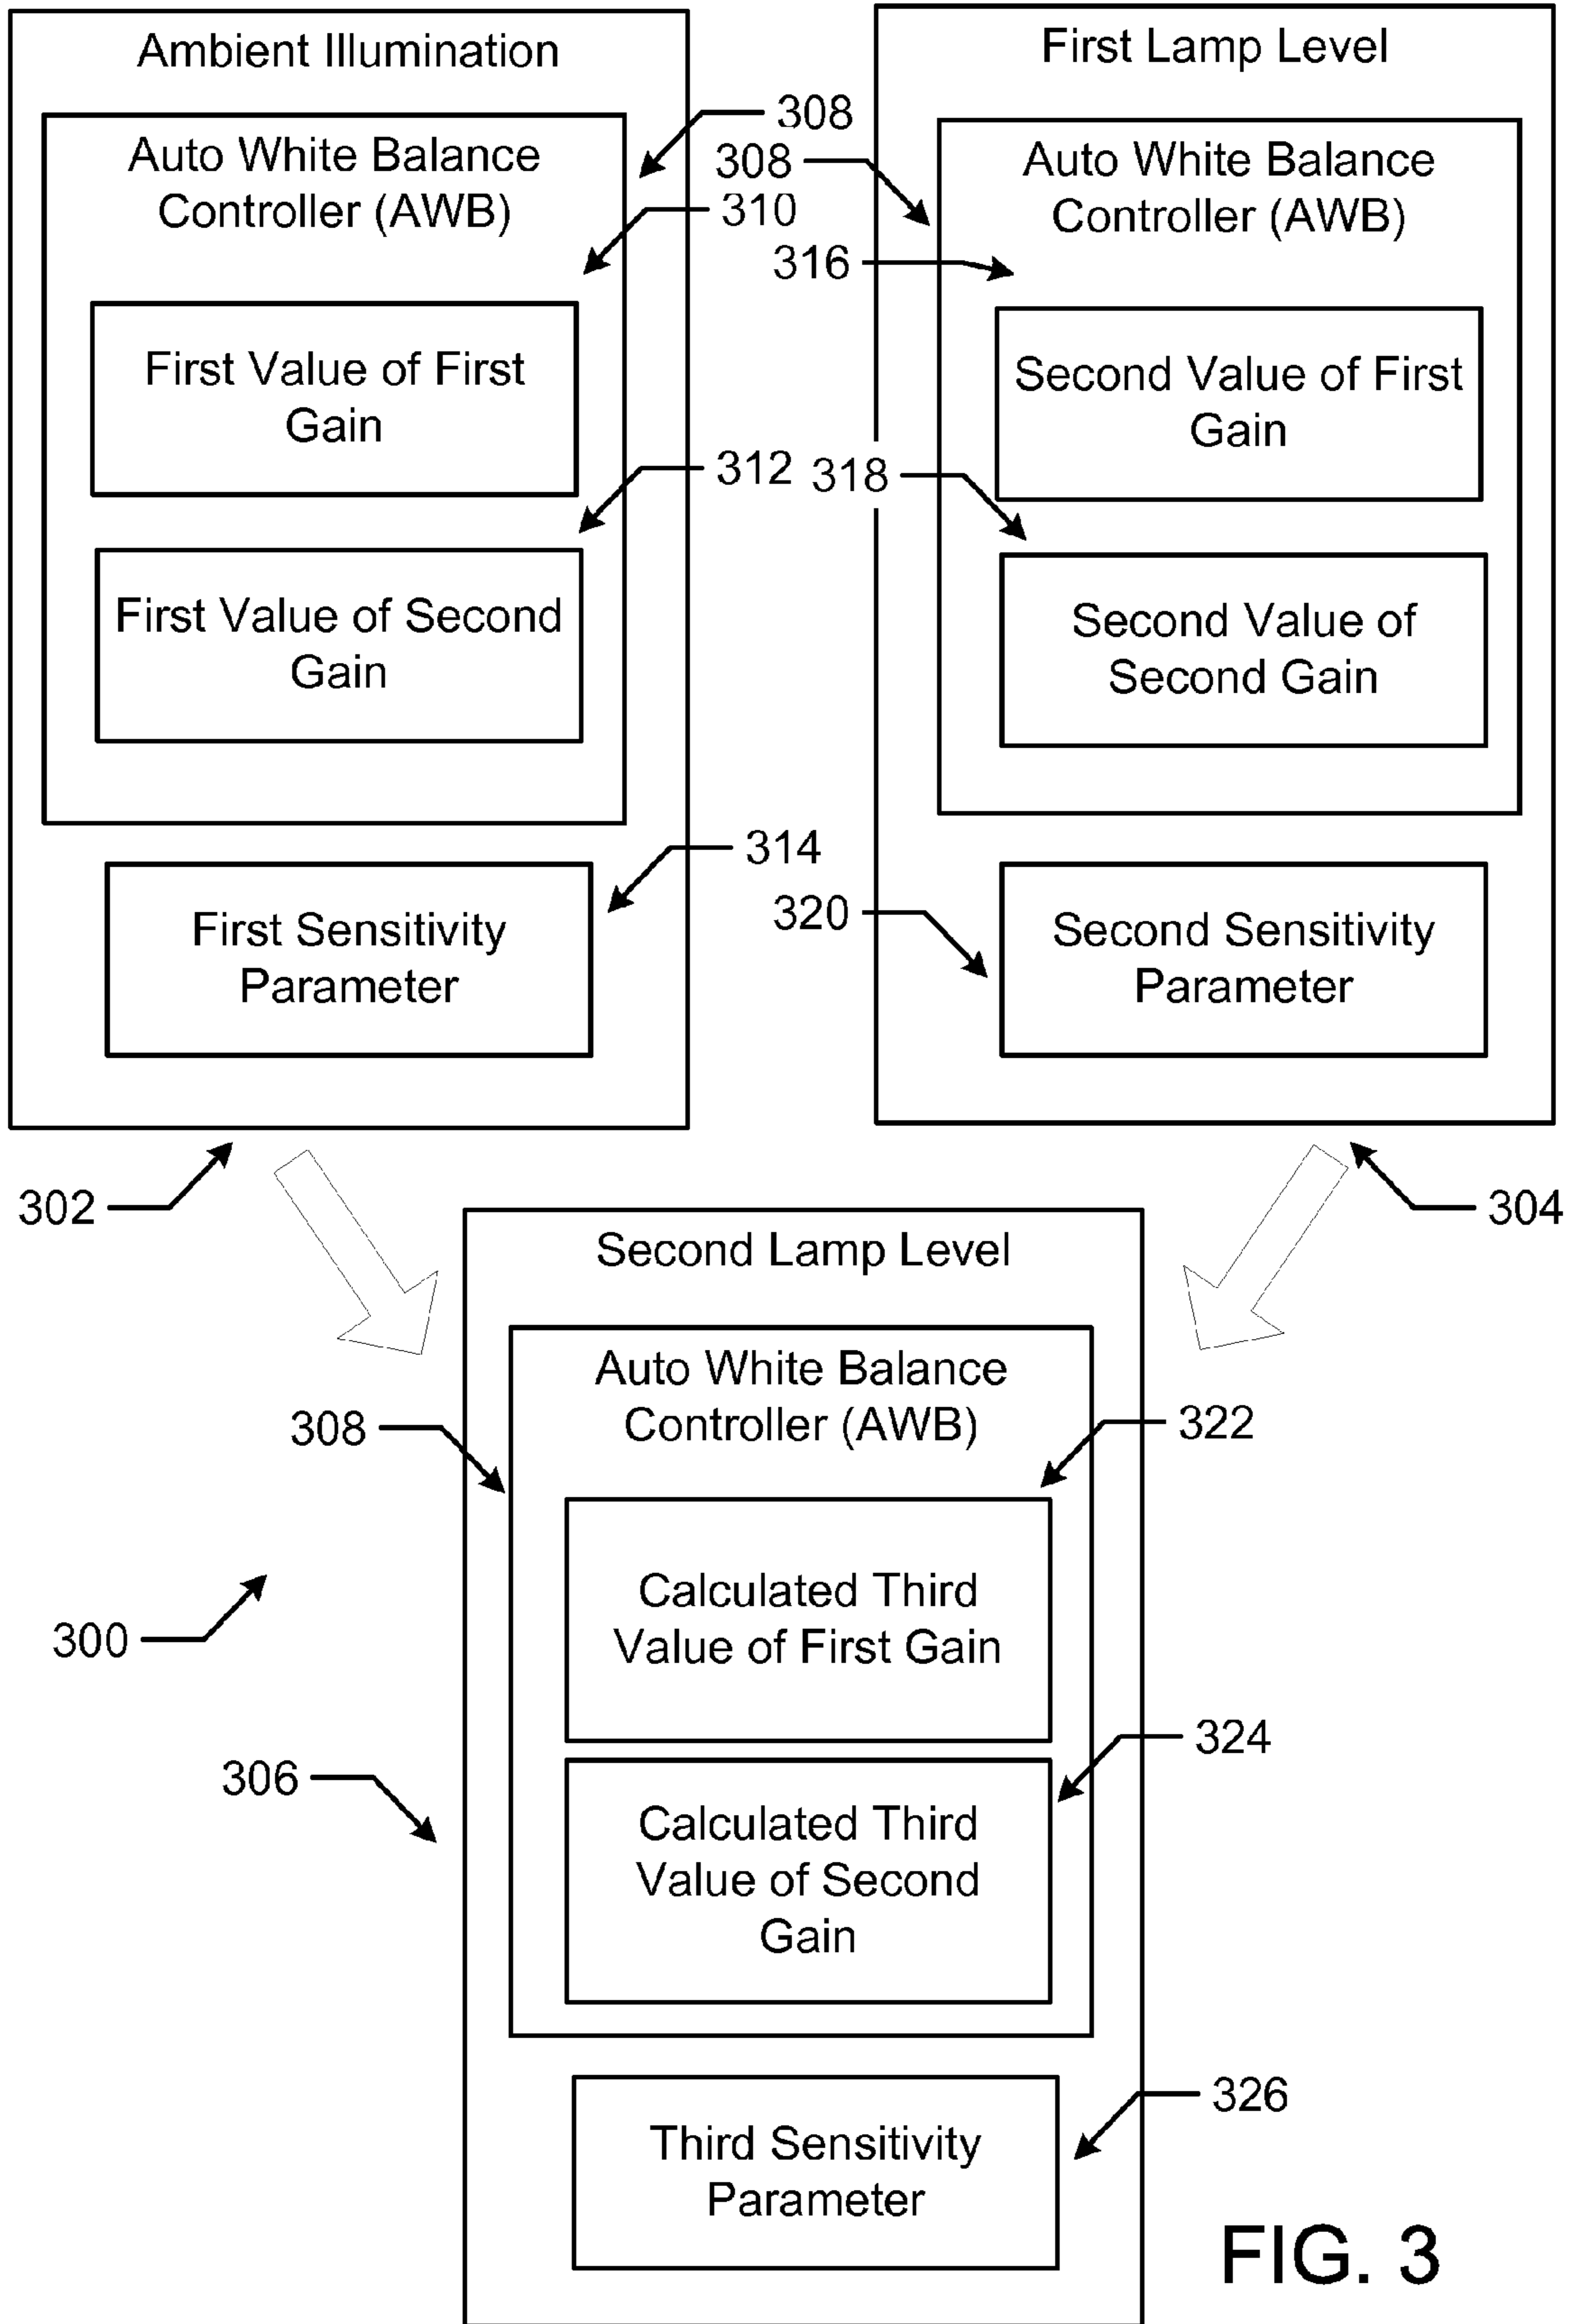 Ambient Illumination
Auto White Balance
Controller (AWB)
308
310
First Value of First
Gain
312
First Value of Second
Gain
314
First Sensitivity
Parameter
302
First Lamp Level
308
Auto White Balance
Controller (AWB)
316
Second Value of First
Gain
318
Second Value of
Second Gain
320
Second Sensitivity
Parameter
304
Second Lamp Level
Auto White Balance
Controller (AWB)
308
322
Calculated Third
Value of First Gain
300
324
306
Calculated Third
Value of Second
Gain
326
Third Sensitivity
Parameter
FIG. 3